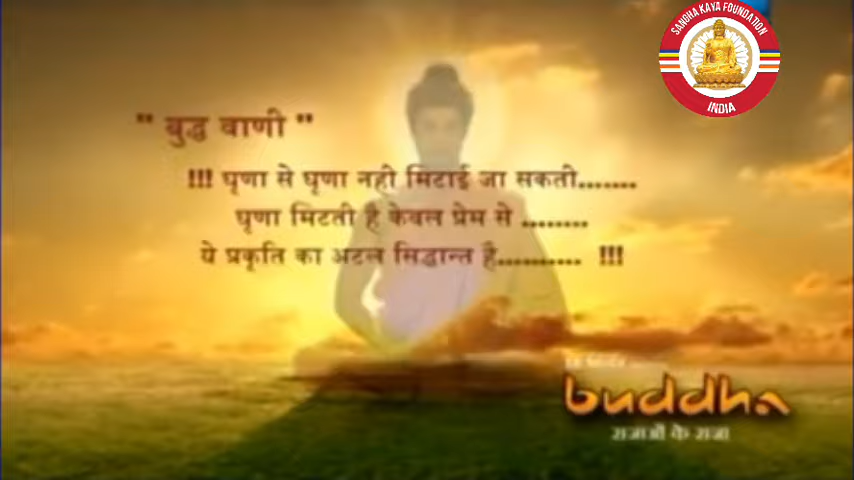 SANGHA KAYA FOUNDATION
INDIA
" बुद्ध वाणी "
!!! घृणा से घृणा नही मिटाई जा सकती.......
घृणा मिटती है केवल प्रेम से ........
ये प्रकृति का अटल सिद्धान्त है.......... !!!
buddha
राजाओं के राजा